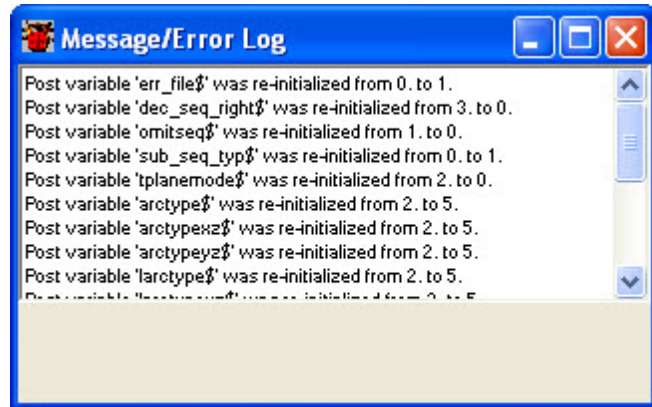 Message/Error Log
Post variable 'err_file$' was re-initialized from 0. to 1.
Post variable 'dec_seq_right$' was re-initialized from 3. to 0.
Post variable 'omitseq$' was re-initialized from 1. to 0.
Post variable 'sub_seq_typ$' was re-initialized from 0. to 1.
Post variable 'tplanemode$' was re-initialized from 2. to 0.
Post variable 'arctype$' was re-initialized from 2. to 5.
Post variable 'arctypexz$' was re-initialized from 2. to 5.
Post variable 'arctypeyz$' was re-initialized from 2. to 5.
Post variable 'larctype$' was re-initialized from 2. to 5.